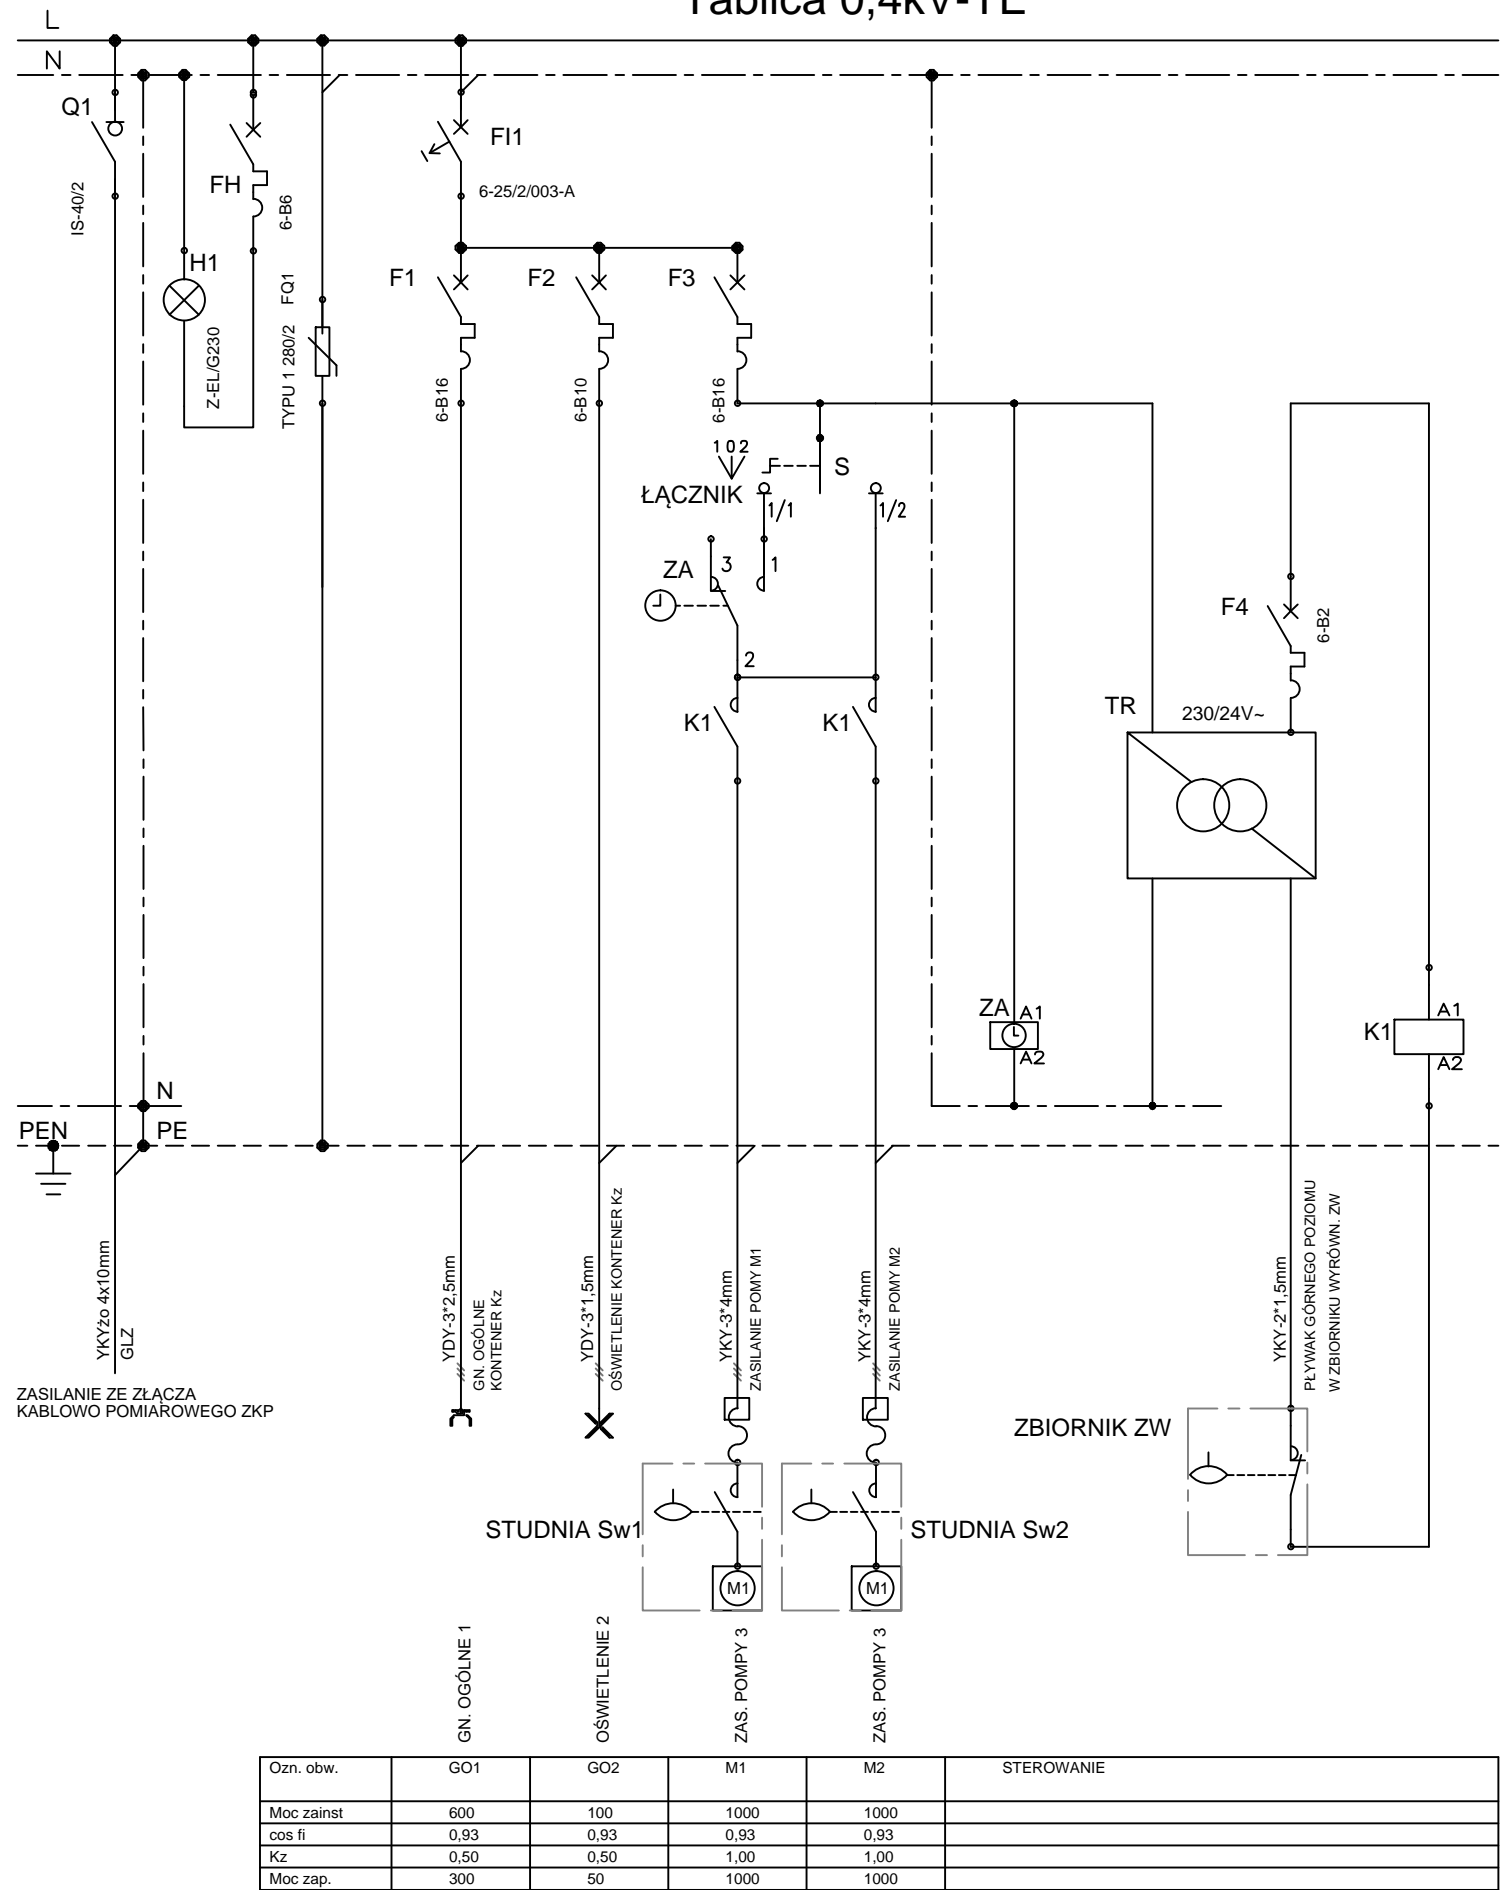 Tablica 0,4kV-TE
L
N
Q1
IS-40/2
FH
6-B6
H1
Z-EL/G230
FQ1
TYPU 1 280/2
FI1
6-25/2/003-A
F1
6-B16
F2
6-B10
F3
6-B16
1 0 2
ŁĄCZNIK
S
1/1
1/2
ZA
3
1
2
K1
K1
F4
6-B2
TR
230/24V~
ZA
A1
A2
K1
A1
A2
N
PEN
PE
YKYżo 4x10mm
GLZ
ZASILANIE ZE ZŁĄCZA
KABLOWO POMIAROWEGO ZKP
YDY-3*2,5mm
GN. OGÓLNE
KONTENER Kz
YDY-3*1,5mm
OŚWIETLENIE KONTENER Kz
YKY-3*4mm
ZASILANIE POMY M1
YKY-3*4mm
ZASILANIE POMY M2
YKY-2*1,5mm
PŁYWAK GÓRNEGO POZIOMU
W ZBIORNIKU WYRÓWN. ZW
ZBIORNIK ZW
STUDNIA Sw1
STUDNIA Sw2
M1
M1
GN. OGÓLNE 1
OŚWIETLENIE 2
ZAS. POMPY 3
ZAS. POMPY 3
Ozn. obw. GO1 GO2 M1 M2 STEROWANIE
Moc zainst 600 100 1000 1000
cos fi 0,93 0,93 0,93 0,93
Kz 0,50 0,50 1,00 1,00
Moc zap. 300 50 1000 1000